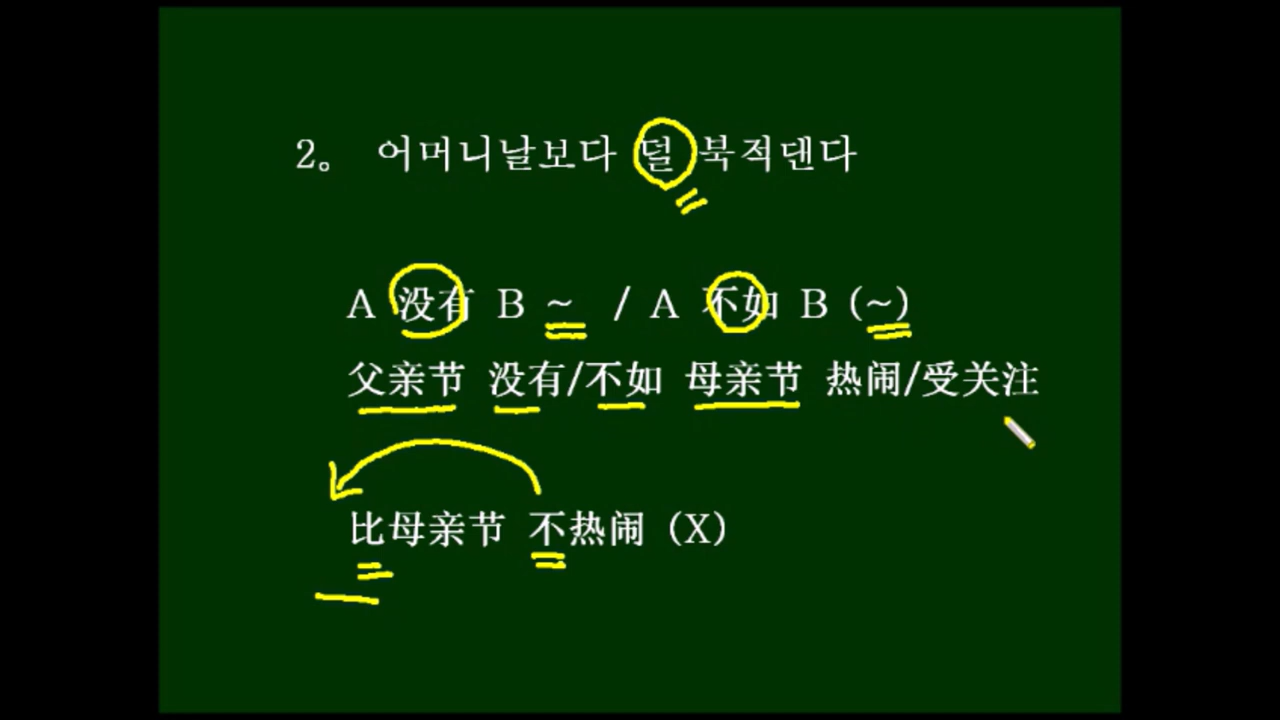 2。 어머니날보다 덜 북적댄다
A 没有 B ~ / A 不如 B (~)
父亲节 没有/不如 母亲节 热闹/受关注
比母亲节 不热闹 (X)